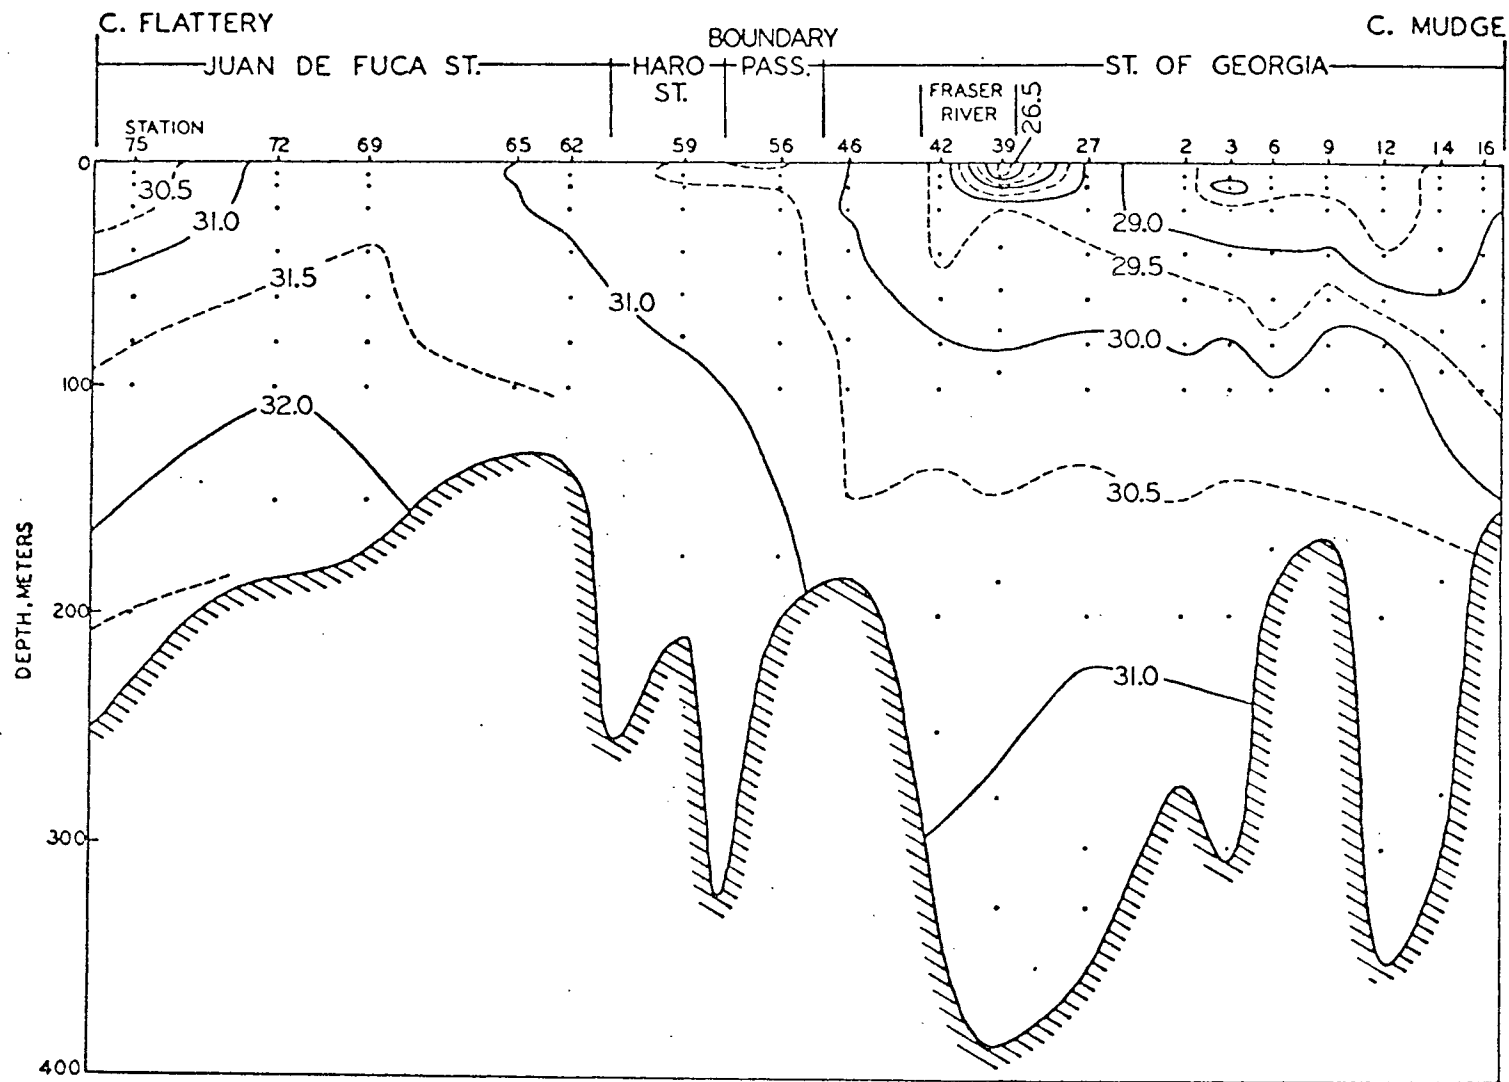 C. FLATTERY
C. MUDGE
BOUNDARY
JUAN DE FUCA ST.
HARO
PASS.
ST. OF GEORGIA
ST.
FRASER
RIVER
26.5
STATION
75 72 69 65 62 59 56 46 42 39 27 2 3 6 9 12 14 16
0
30.5
31.0
29.0
31.5
29.5
31.0
30.0
100
32.0
30.5
DEPTH, METERS
200
31.0
300
400